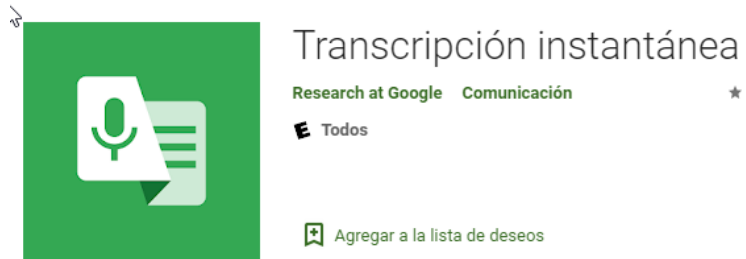 Transcripción instantánea
Research at Google Comunicación
E Todos
Agregar a la lista de deseos